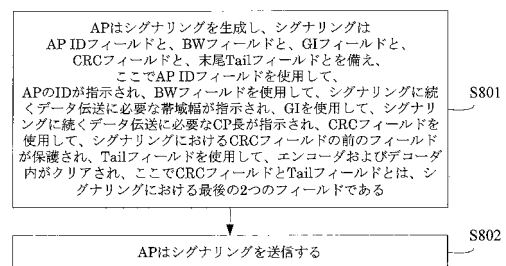 APはシグナリングを生成し、シグナリングは
AP IDフィールドと、BWフィールドと、GIフィールドと、
CRCフィールドと、末尾Tailフィールドとを備え、
ここでAP IDフィールドを使用して、
APのIDが指示され、BWフィールドを使用して、シグナリングに続
くデータ伝送に必要な帯域幅が指示され、GIを使用して、シグナリ
ングに続くデータ伝送に必要なCP長が指示され、CRCフィールドを
使用して、シグナリングにおけるCRCフィールドの前のフィールド
が保護され、Tailフィールドを使用して、エンコーダおよびデコーダ
内がクリアされ、ここでCRCフィールドとTailフィールドとは、シ
グナリングにおける最後の2つのフィールドである
S801
APはシグナリングを送信する
S802